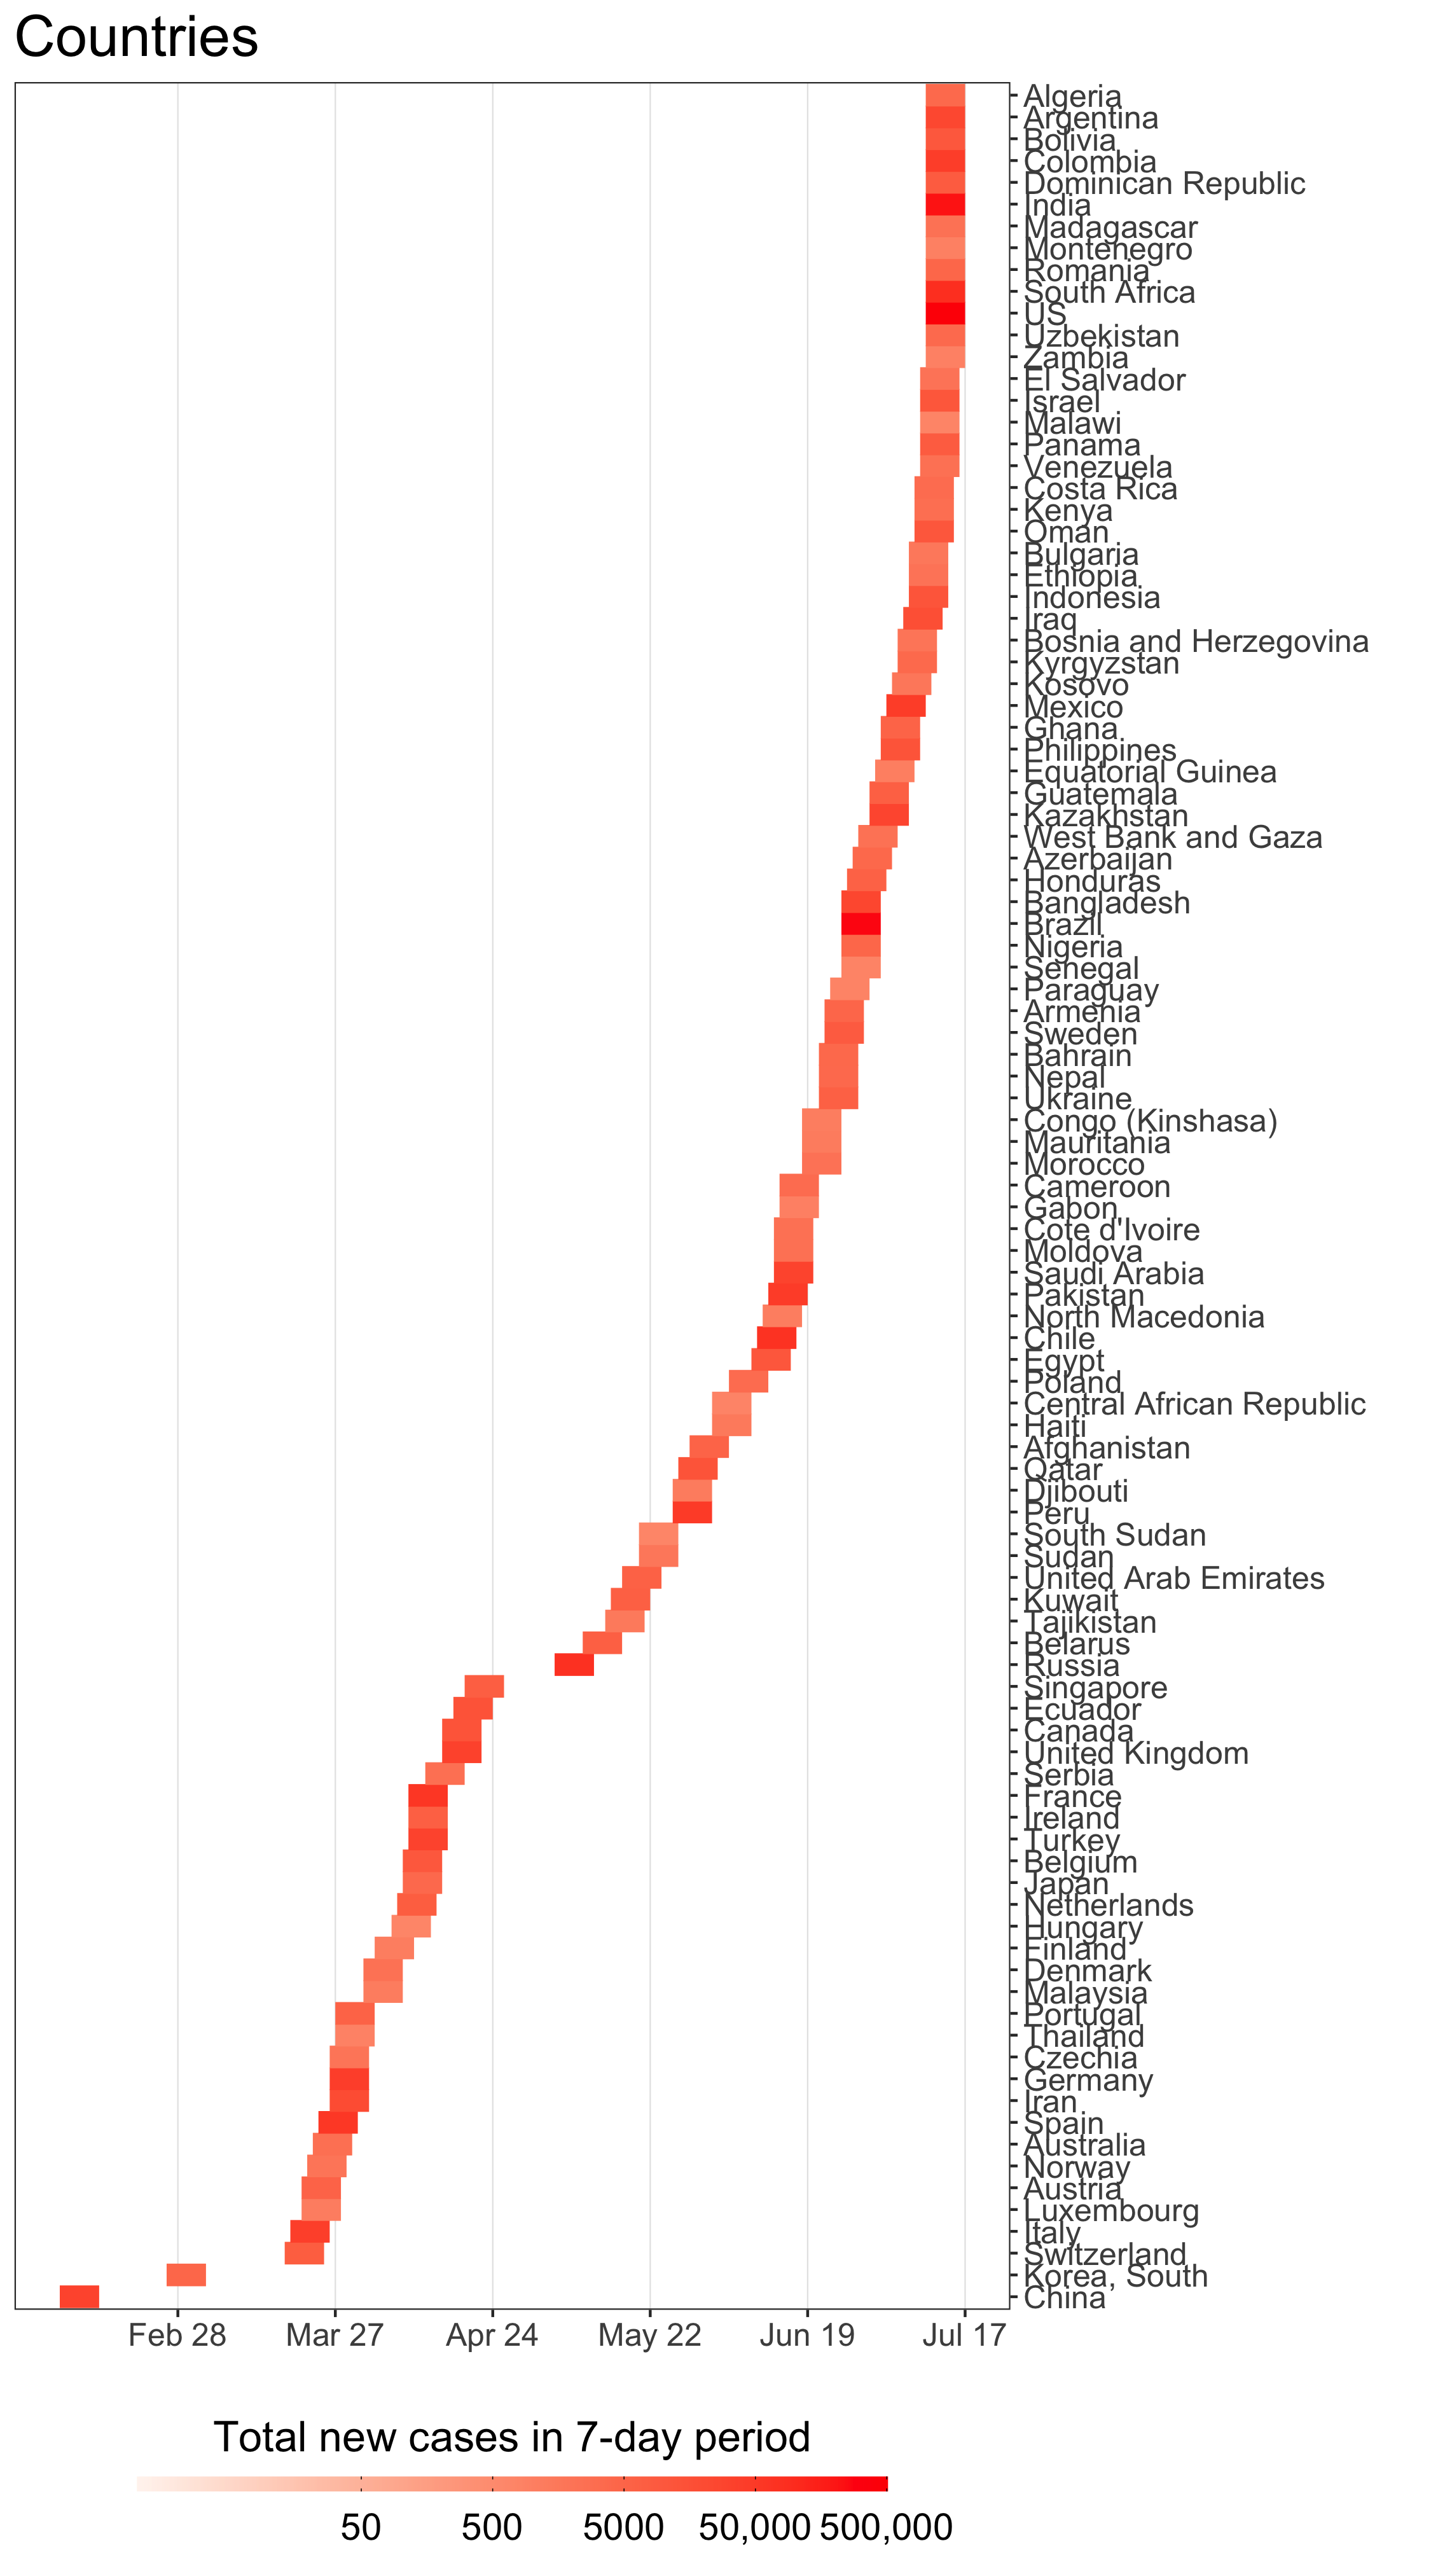 Countries
Algeria
Argentina
Bolivia
Colombia
Dominican Republic
India
Madagascar
Montenegro
Romania
South Africa
US
Uzbekistan
Zambia
El Salvador
Israel
Malawi
Panama
Venezuela
Costa Rica
Kenya
Oman
Bulgaria
Ethiopia
Indonesia
Iraq
Bosnia and Herzegovina
Kyrgyzstan
Kosovo
Mexico
Ghana
Philippines
Equatorial Guinea
Guatemala
Kazakhstan
West Bank and Gaza
Azerbaijan
Honduras
Bangladesh
Brazil
Nigeria
Senegal
Paraguay
Armenia
Sweden
Bahrain
Nepal
Ukraine
Congo (Kinshasa)
Mauritania
Morocco
Cameroon
Gabon
Cote d'Ivoire
Moldova
Saudi Arabia
Pakistan
North Macedonia
Chile
Egypt
Poland
Central African Republic
Haiti
Afghanistan
Qatar
Djibouti
Peru
South Sudan
Sudan
United Arab Emirates
Kuwait
Tajikistan
Belarus
Russia
Singapore
Ecuador
Canada
United Kingdom
Serbia
France
Ireland
Turkey
Belgium
Japan
Netherlands
Hungary
Finland
Denmark
Malaysia
Portugal
Thailand
Czechia
Germany
Iran
Spain
Australia
Norway
Austria
Luxembourg
Italy
Switzerland
Korea, South
China
Feb 28 Mar 27 Apr 24 May 22 Jun 19 Jul 17
Total new cases in 7-day period
50 500 5000 50,000 500,000